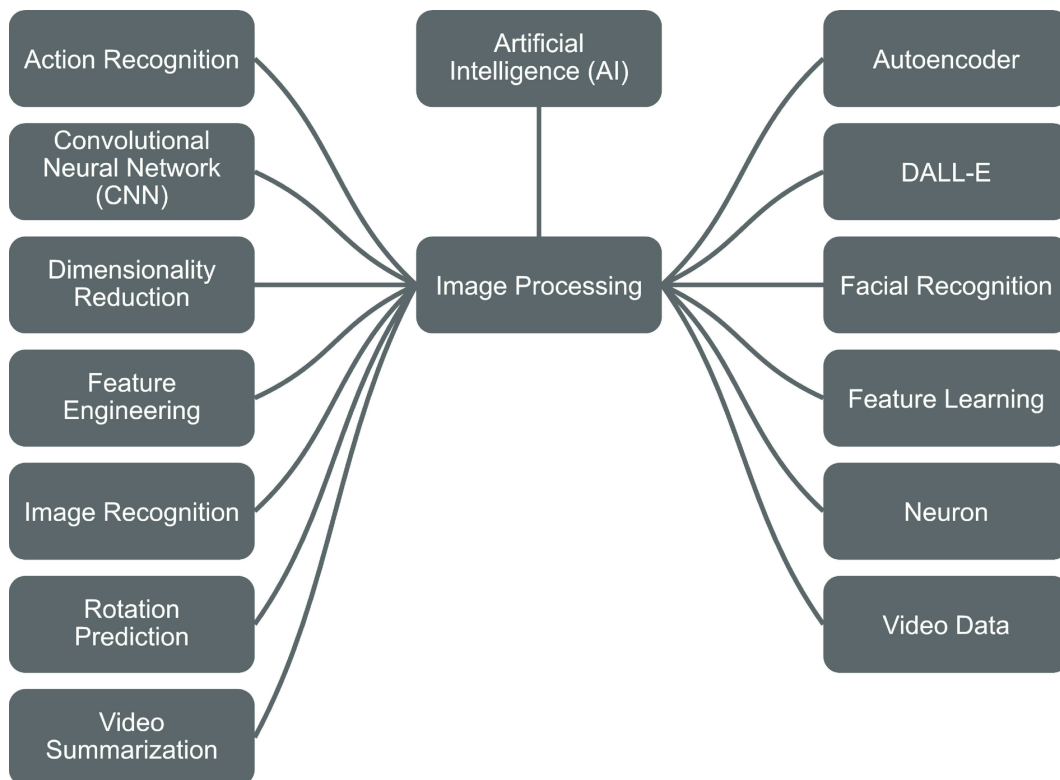 Action Recognition
Artificial
Intelligence (AI)
Autoencoder
Convolutional
Neural Network
(CNN)
DALL-E
Dimensionality
Reduction
Image Processing
Facial Recognition
Feature
Engineering
Feature Learning
Image Recognition
Neuron
Rotation
Prediction
Video Data
Video
Summarization